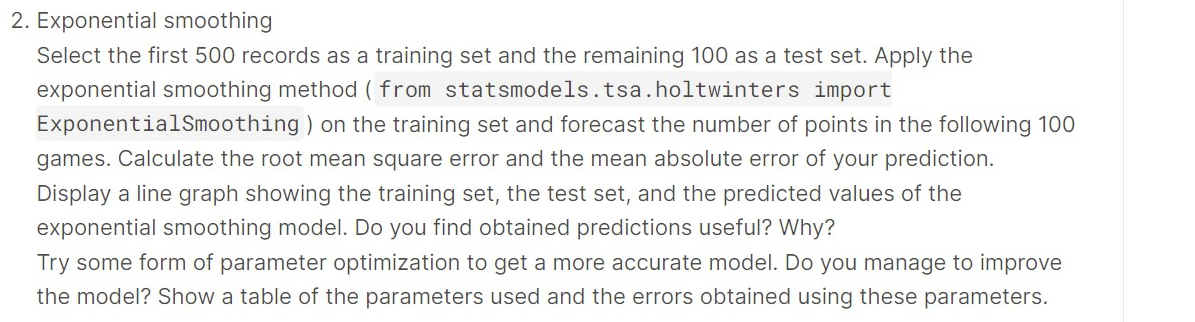 2. Exponential smoothing
Select the first 500 records as a training set and the remaining 100 as a test set. Apply the
exponential smoothing method ( from statsmodels.tsa.holtwinters import
ExponentialSmoothing ) on the training set and forecast the number of points in the following 100
games. Calculate the root mean square error and the mean absolute error of your prediction.
Display a line graph showing the training set, the test set, and the predicted values of the
exponential smoothing model. Do you find obtained predictions useful? Why?
Try some form of parameter optimization to get a more accurate model. Do you manage to improve
the model? Show a table of the parameters used and the errors obtained using these parameters.